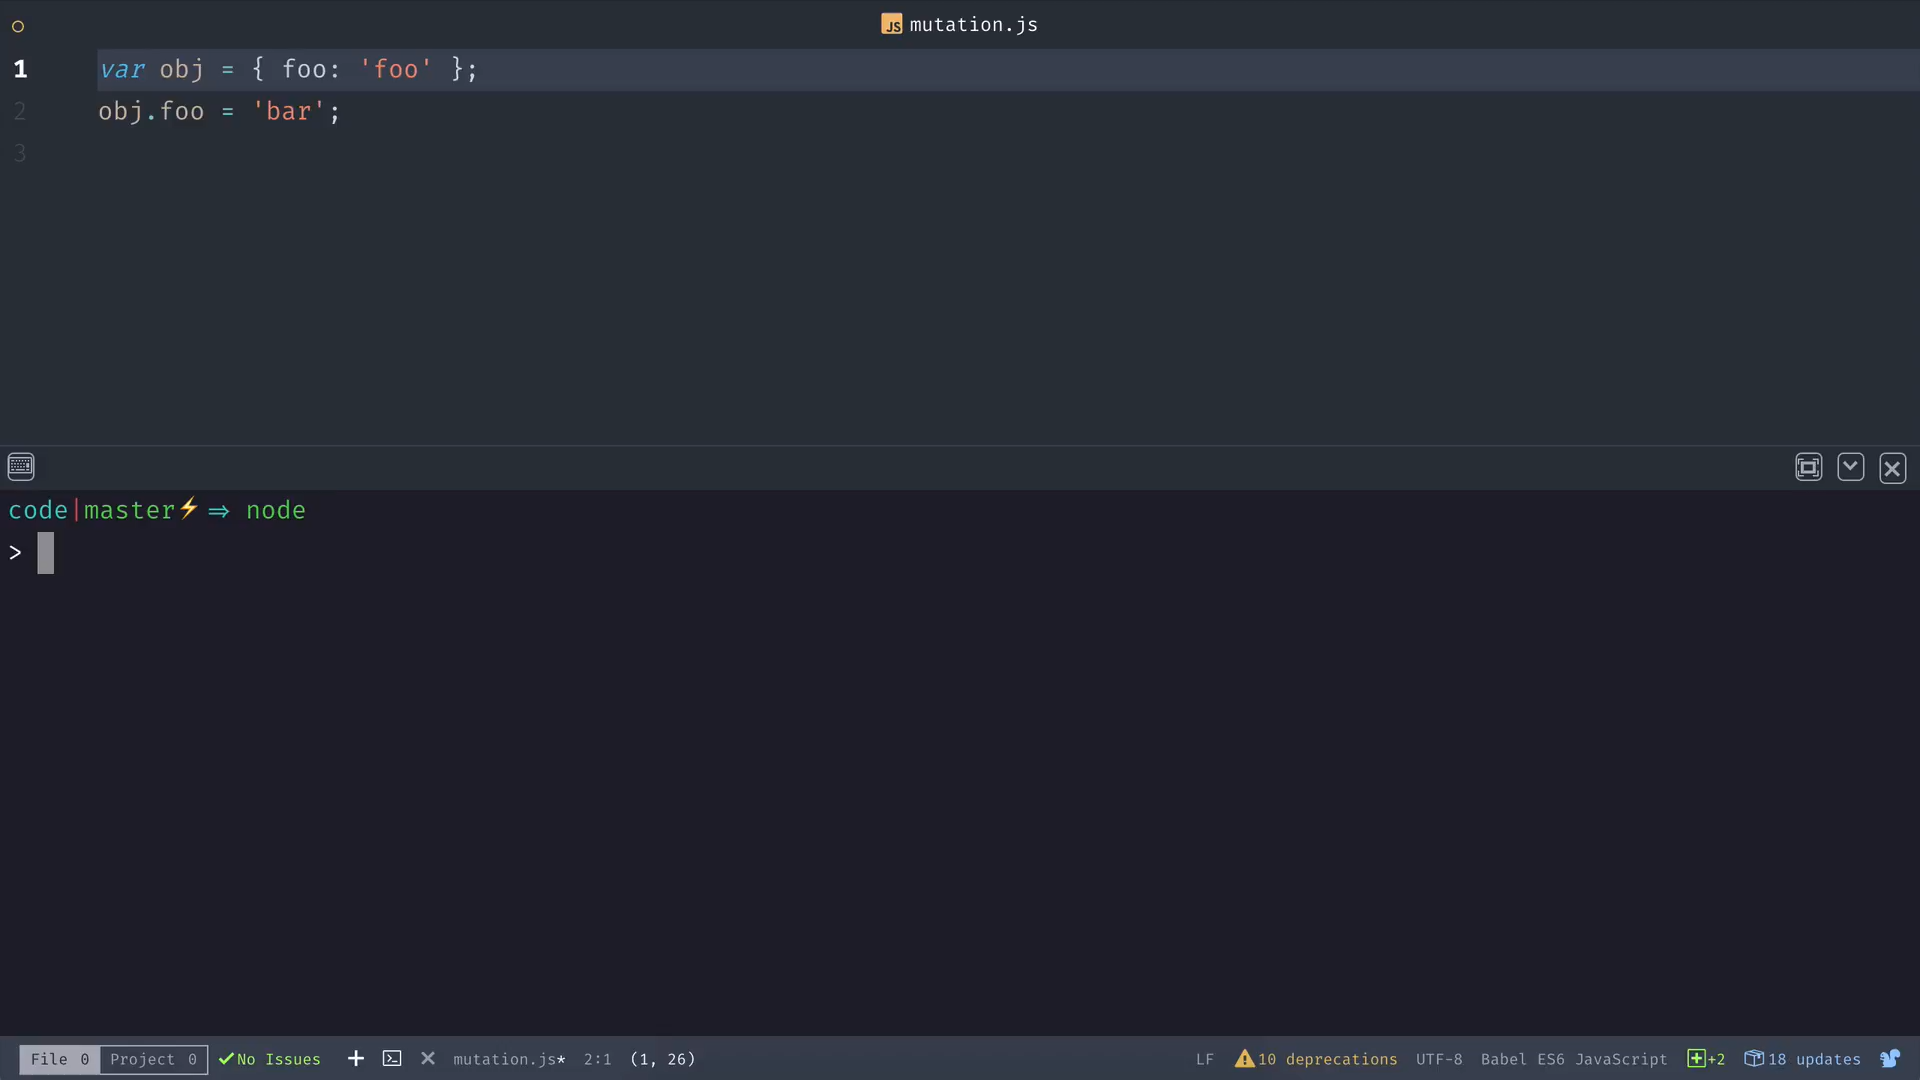 mutation.js
1 var obj = { foo: 'foo' };
2 obj.foo = 'bar';
3
code|master⚡⇒ node
>
File 0 Project 0 ✓No Issues + mutation.js* 2:1 (1, 26) LF 10 deprecations UTF-8 Babel ES6 JavaScript +2 18 updates